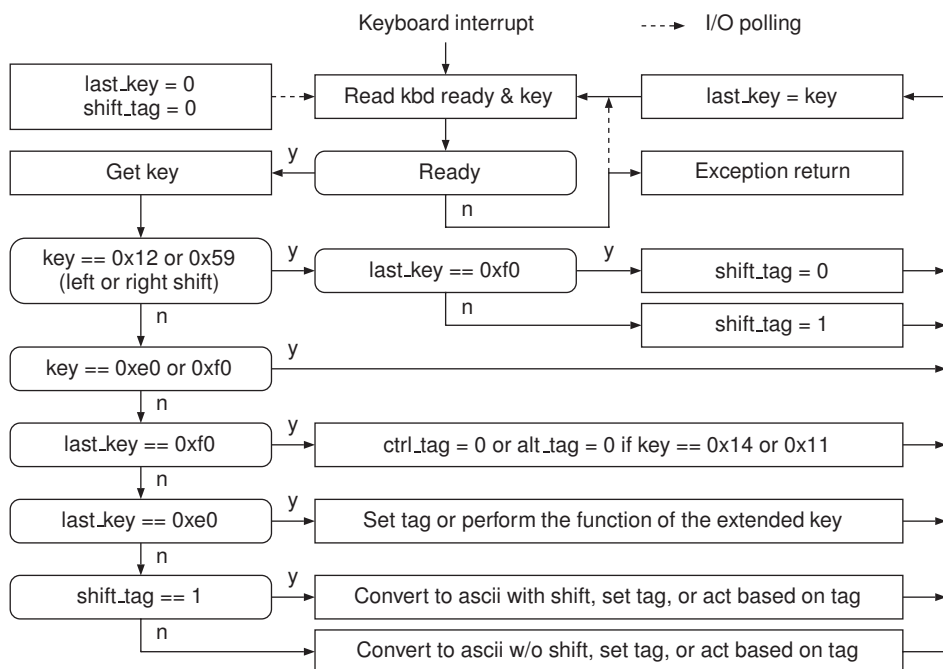 Keyboard interrupt
I/O polling
last_key = 0
shift_tag = 0
Read kbd ready & key
last_key = key
y
Get key
Ready
Exception return
n
key == 0x12 or 0x59
(left or right shift)
y
last_key == 0xf0
y
shift_tag = 0
n
n
shift_tag = 1
key == 0xe0 or 0xf0
y
n
last_key == 0xf0
y
ctrl_tag = 0 or alt_tag = 0 if key == 0x14 or 0x11
n
last_key == 0xe0
y
Set tag or perform the function of the extended key
n
shift_tag == 1
y
Convert to ascii with shift, set tag, or act based on tag
n
Convert to ascii w/o shift, set tag, or act based on tag